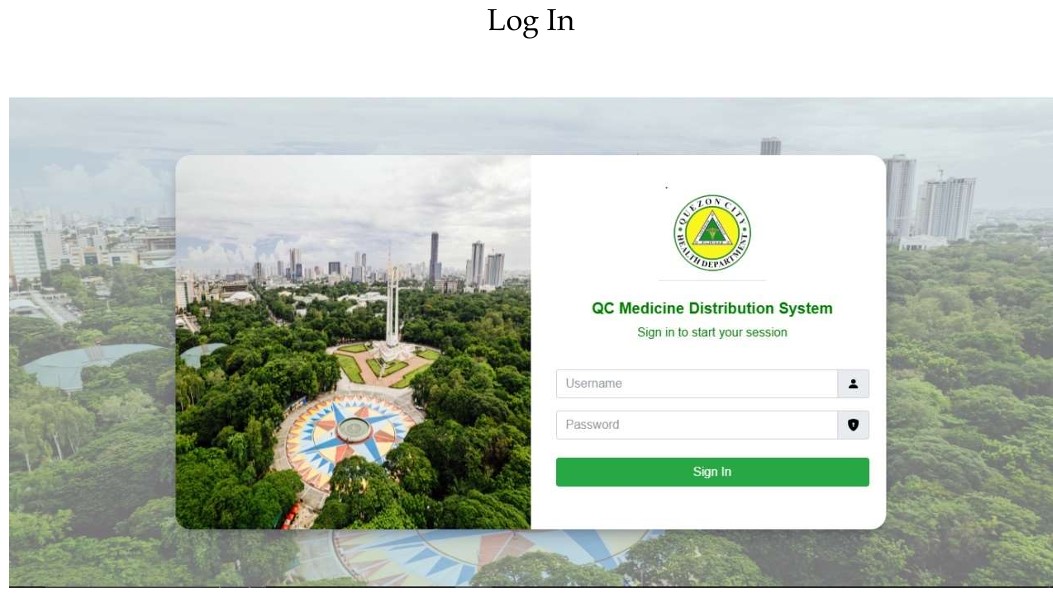 Log In
QUEZON CITY
HEALTH DEPARTMENT
QC Medicine Distribution System
Sign in to start your session
Username
Password
Sign In